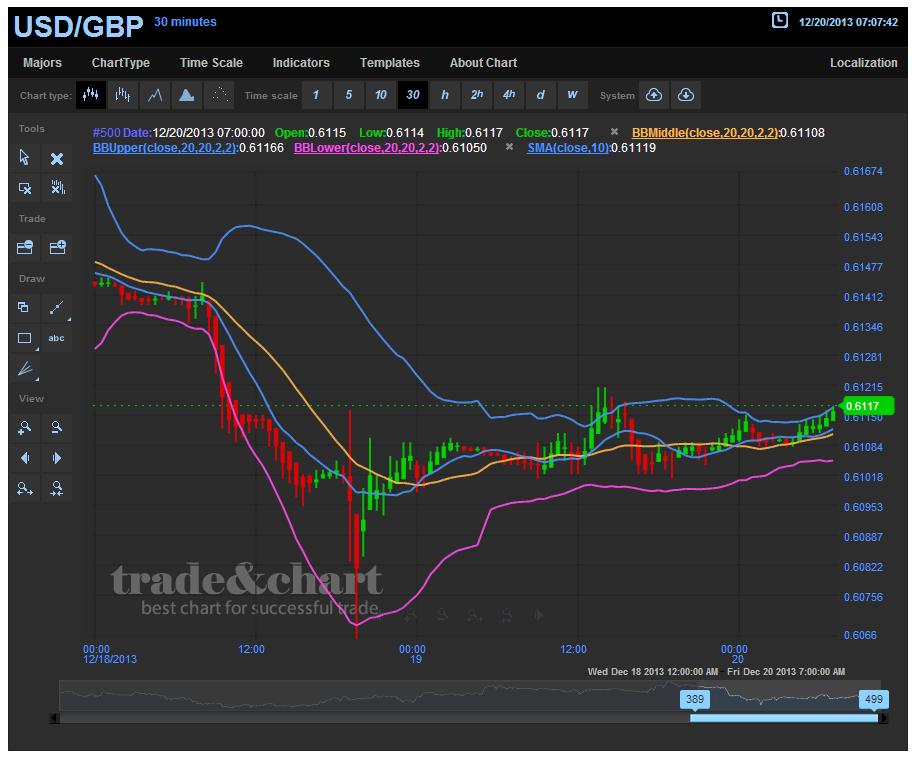 USD/GBP 30 minutes 12/20/2013 07:07:42
Majors ChartType Time Scale Indicators Templates About Chart Localization
Chart type: Time scale 1 5 10 30 h 2h 4h d w System
Tools
#500 Date:12/20/2013 07:00:00 Open:0.6115 Low:0.6114 High:0.6117 Close:0.6117 BBMiddle(close,20,20,2,2):0.61108
BBUpper(close,20,20,2,2):0.61166 BBLower(close,20,20,2,2):0.61050 SMA(close,10):0.61119
Trade
Draw
abc
View
0.61674
0.61608
0.61543
0.61477
0.61412
0.61346
0.61281
0.61215
0.6117
0.61150
0.61084
0.61018
0.60953
0.60887
0.60822
0.60756
0.6066
trade&chart
best chart for successful trade
00:00 12:00 00:00 12:00 00:00
12/18/2013 19 20
Wed Dec 18 2013 12:00:00 AM - Fri Dec 20 2013 7:00:00 AM
389 499